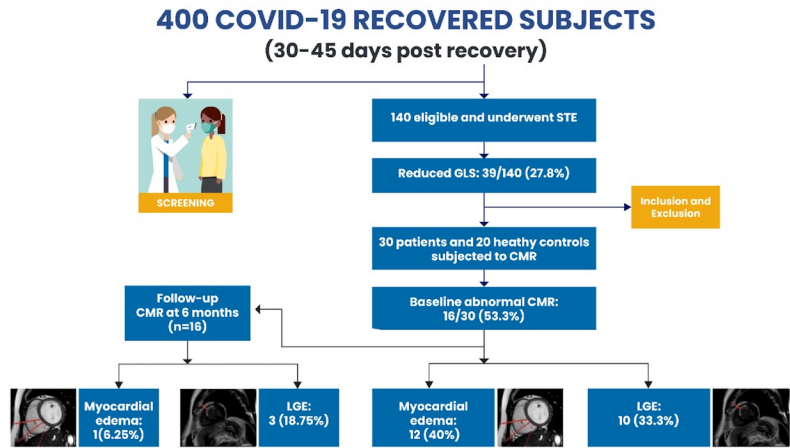 400 COVID-19 RECOVERED SUBJECTS
(30-45 days post recovery)
140 eligible and underwent STE
SCREENING
Reduced GLS: 39/140 (27.8%)
Inclusion and
Exclusion
30 patients and 20 heathy controls
subjected to CMR
Baseline abnormal CMR:
16/30 (53.3%)
Follow-up
CMR at 6 months
(n=16)
Myocardial
edema:
1(6.25%)
LGE:
3 (18.75%)
Myocardial
edema:
12 (40%)
LGE:
10 (33.3%)